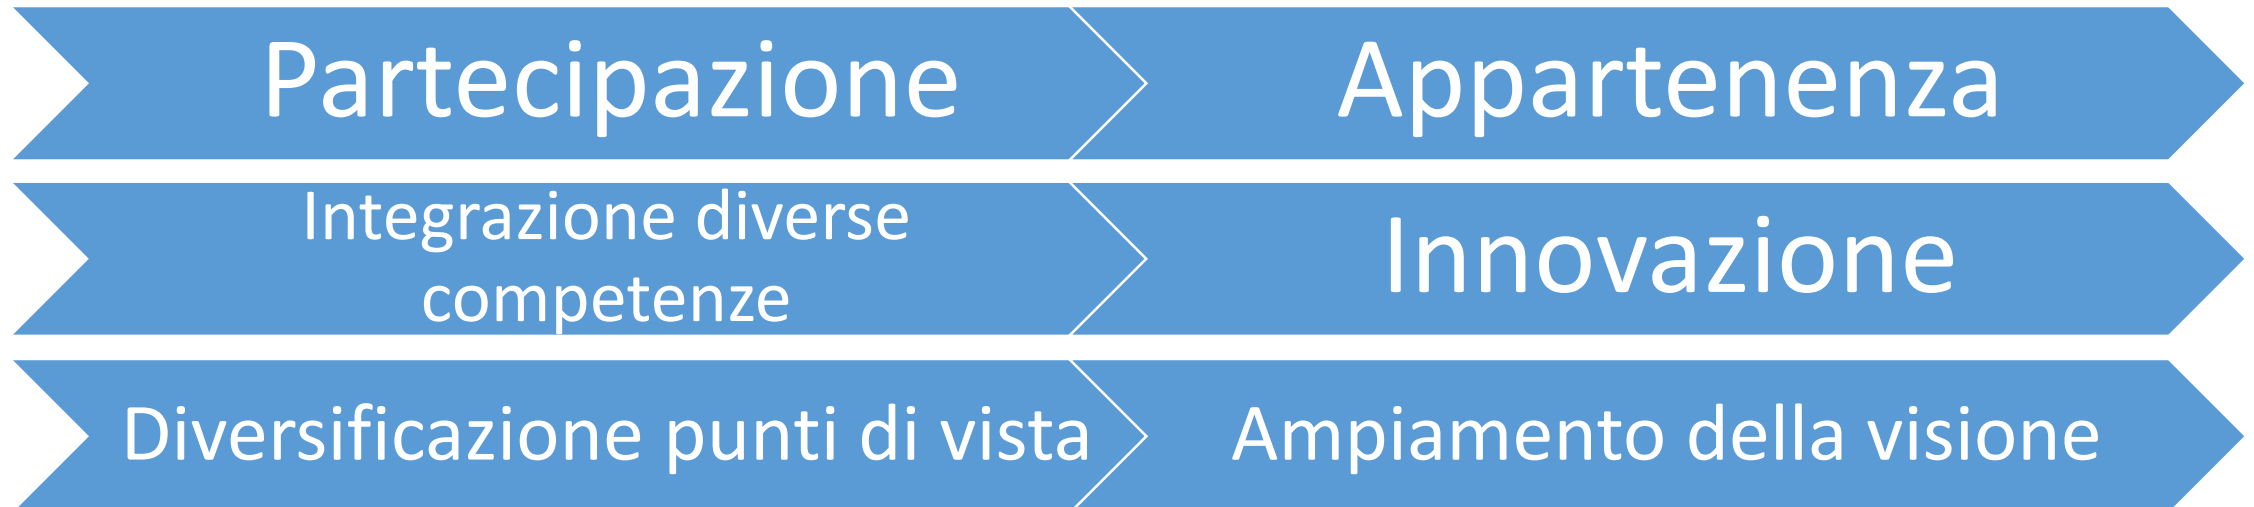 Partecipazione
Appartenenza
Integrazione diverse
competenze
Innovazione
Diversificazione punti di vista
Ampiamento della visione